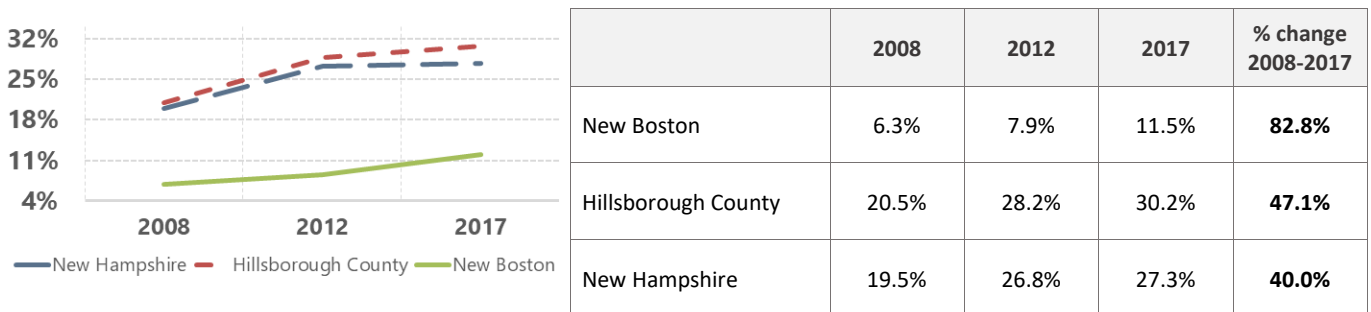 32%
25%
18%
11%
4%
2008 2012 2017
New Hampshire Hillsborough County New Boston
2008 2012 2017 % change
2008-2017
New Boston 6.3% 7.9% 11.5% 82.8%
Hillsborough County 20.5% 28.2% 30.2% 47.1%
New Hampshire 19.5% 26.8% 27.3% 40.0%